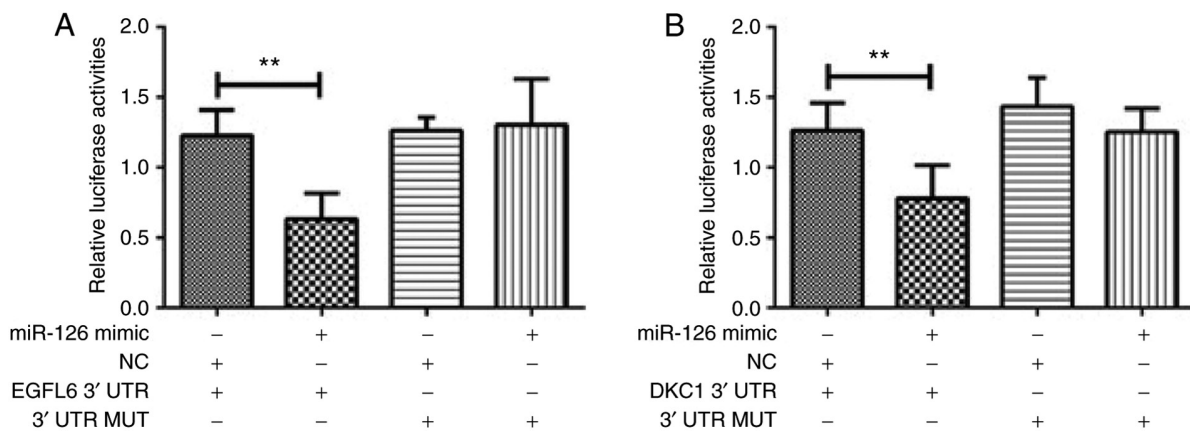 A
Relative luciferase activities
2.0
1.5
1.0
0.5
0.0
**
miR-126 mimic – + – +
NC + – + –
EGFL6 3′ UTR + + – –
3′ UTR MUT – – + +
B
Relative luciferase activities
2.0
1.5
1.0
0.5
0.0
**
miR-126 mimic – + – +
NC + – + –
DKC1 3′ UTR + + – –
3′ UTR MUT – – + +